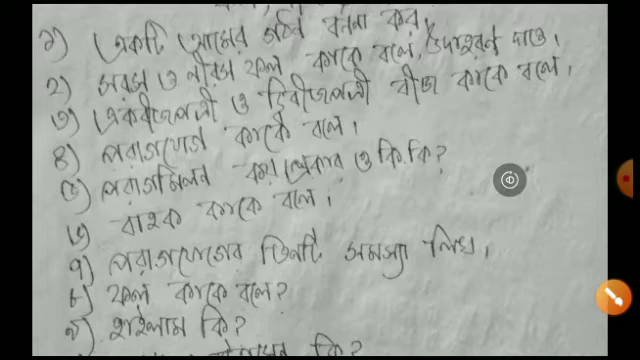 ১) একটি আমের গঠন বর্ননা কর।
২) সরস ও নীরস ফল কাকে বলে, উদাহরণ দাও।
৩) একবীজপত্রী ও দ্বিবীজপত্রী বীজ কাকে বলে।
৪) পরাগযোগ কাকে বলে।
৫) পরাগমিলন কয় প্রকার ও কি.কি?
৬) বাহক কাকে বলে।
৭) পরাগযোগের তিনটি সমস্যা লিখ।
৮) ফল কাকে বলে?
৯) হাইলাম কি?
কি?